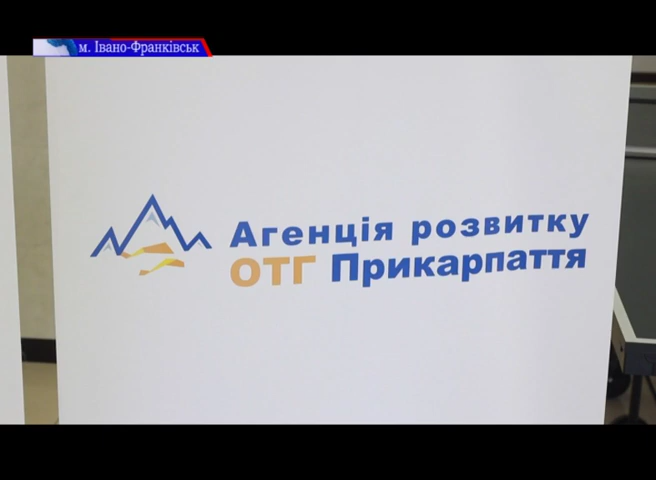 м. Івано-Франківськ
Агенція розвитку
ОТГ Прикарпаття